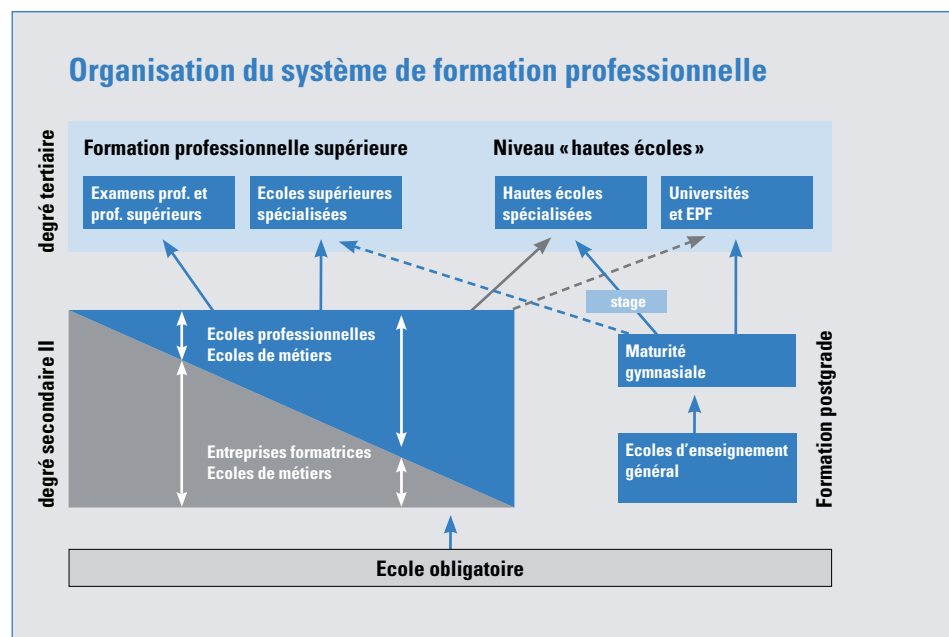 Organisation du système de formation professionnelle
degré tertiaire
Formation professionnelle supérieure
Niveau «hautes écoles»
Examens prof. et
prof. supérieurs
Ecoles supérieures
spécialisées
Hautes écoles
spécialisées
Universités
et EPF
stage
degré secondaire II
Ecoles professionnelles
Ecoles de métiers
Entreprises formatrices
Ecoles de métiers
Maturité
gymnasiale
Ecoles d'enseignement
général
Formation postgrade
Ecole obligatoire